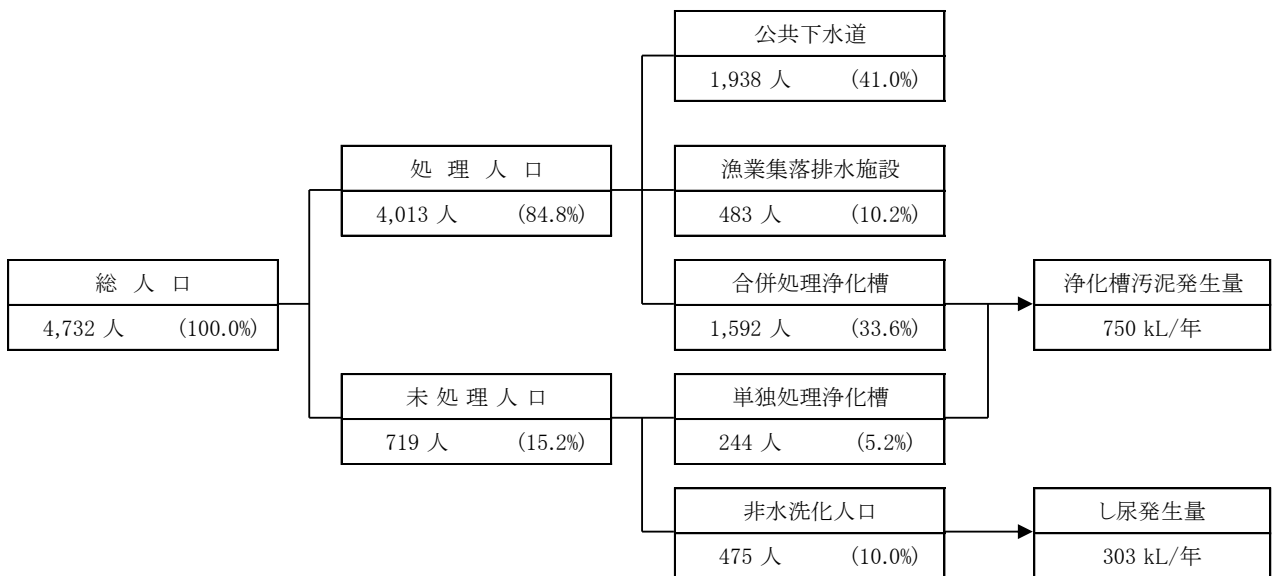 公共下水道
1,938 人 (41.0%)
処 理 人 口
4,013 人 (84.8%)
漁業集落排水施設
483 人 (10.2%)
総 人 口
4,732 人 (100.0%)
合併処理浄化槽
1,592 人 (33.6%)
浄化槽汚泥発生量
750 kL/年
未 処 理 人 口
719 人 (15.2%)
単独処理浄化槽
244 人 (5.2%)
非水洗化人口
475 人 (10.0%)
し尿発生量
303 kL/年